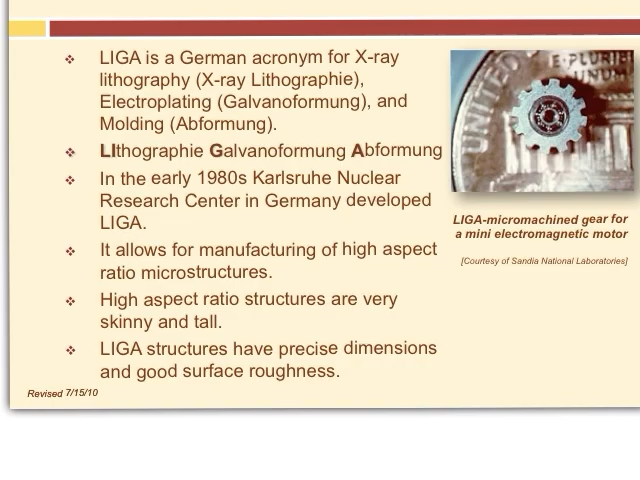 LIGA is a German acronym for X-ray
lithography (X-ray Lithographie),
Electroplating (Galvanoformung), and
Molding (Abformung).
LIthographie Galvanoformung Abformung
In the early 1980s Karlsruhe Nuclear
Research Center in Germany developed
LIGA.
It allows for manufacturing of high aspect
ratio microstructures.
High aspect ratio structures are very
skinny and tall.
LIGA structures have precise dimensions
and good surface roughness.
Revised 7/15/10
UNITED
E·PLURIB
UNUM
LIGA-micromachined gear for
a mini electromagnetic motor
[Courtesy of Sandia National Laboratories]